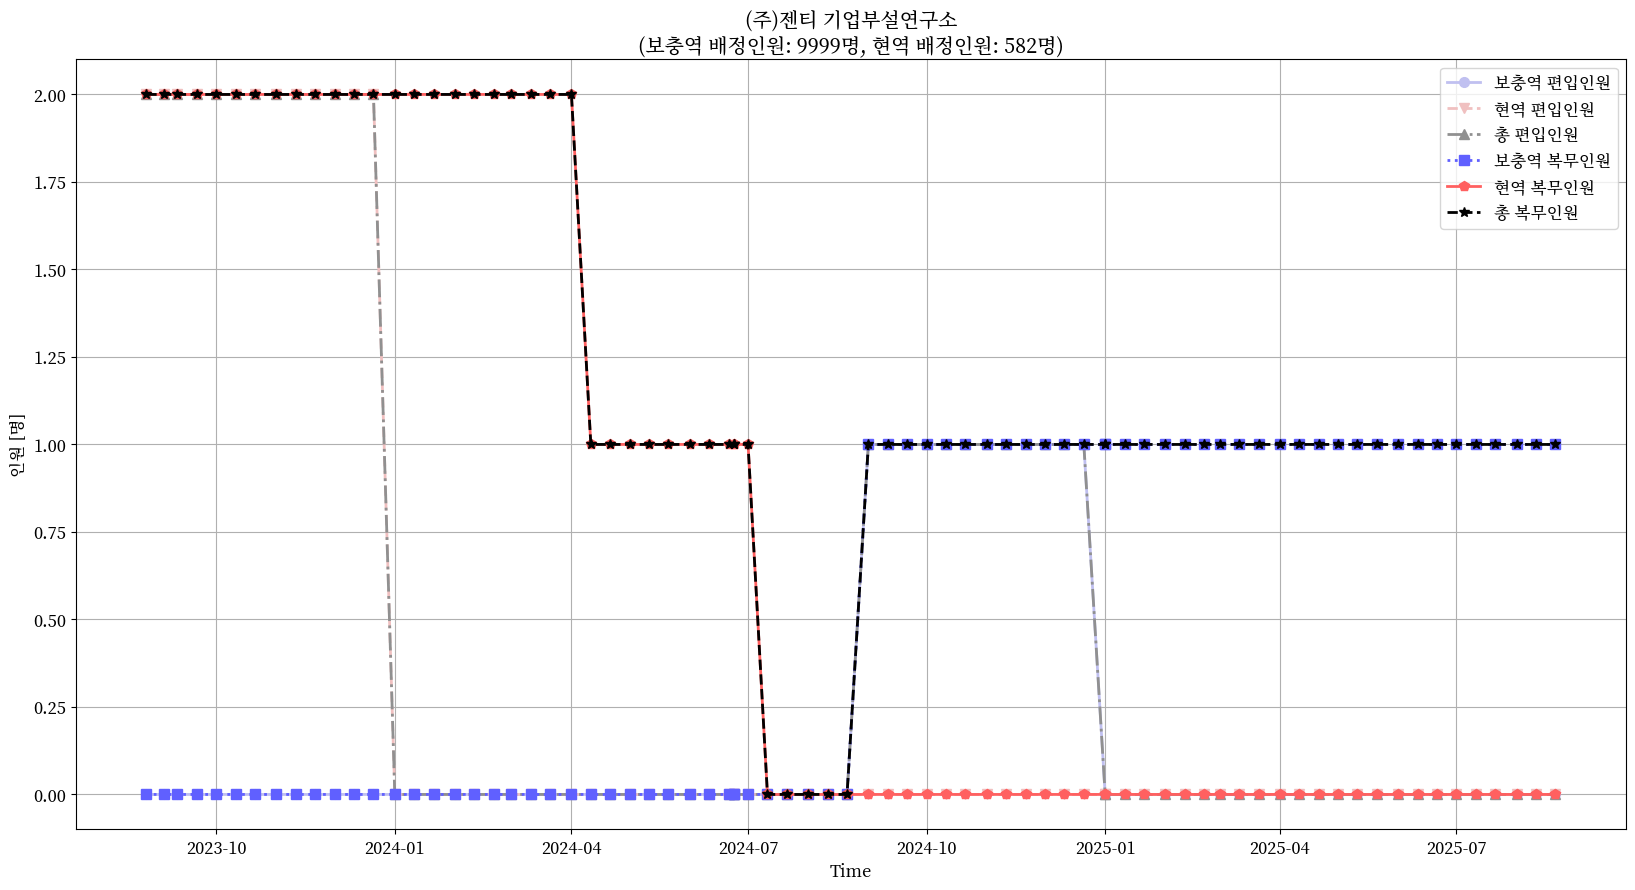 (주)젠티 기업부설연구소
(보충역 배정인원: 9999명, 현역 배정인원: 582명)
보충역 편입인원
현역 편입인원
총 편입인원
보충역 복무인원
현역 복무인원
총 복무인원
인원 [명]
2.00
1.75
1.50
1.25
1.00
0.75
0.50
0.25
0.00
2023-10
2024-01
2024-04
2024-07
2024-10
2025-01
2025-04
2025-07
Time